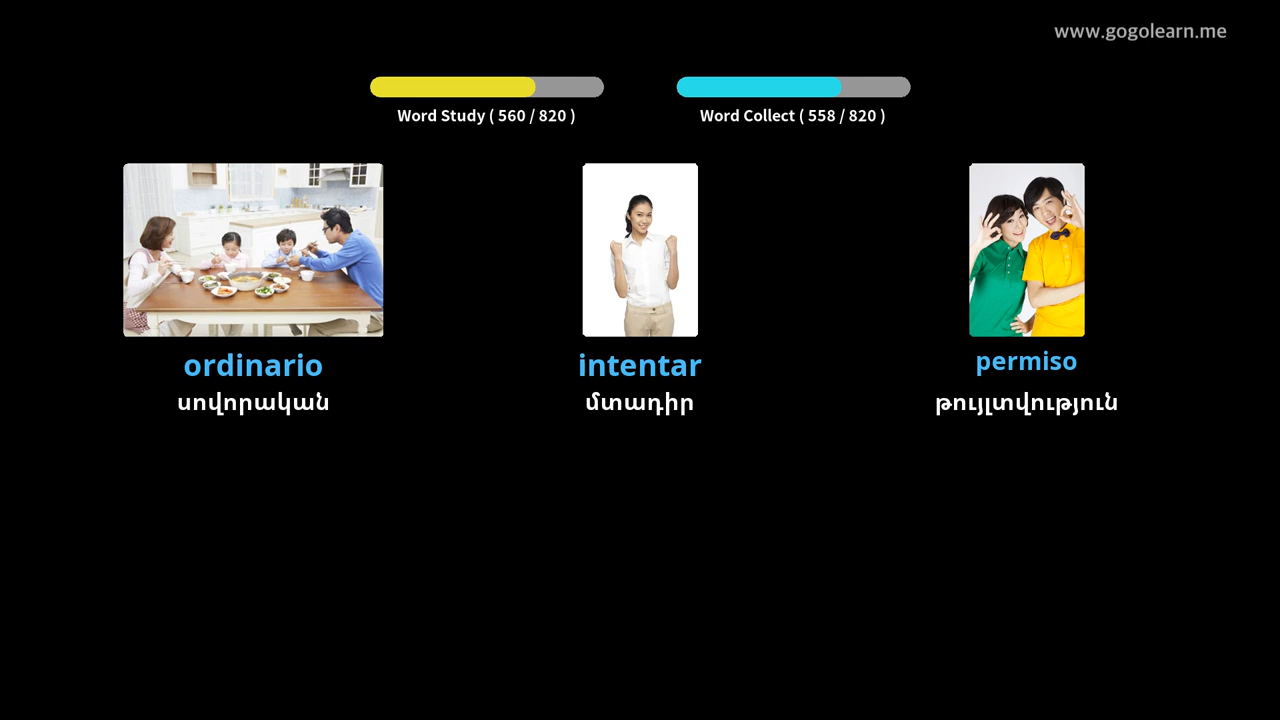 www.gogolearn.me
Word Study ( 560 / 820 )
Word Collect ( 558 / 820 )
ordinario
սովորական
intentar
մտադիր
permiso
թույլտվություն